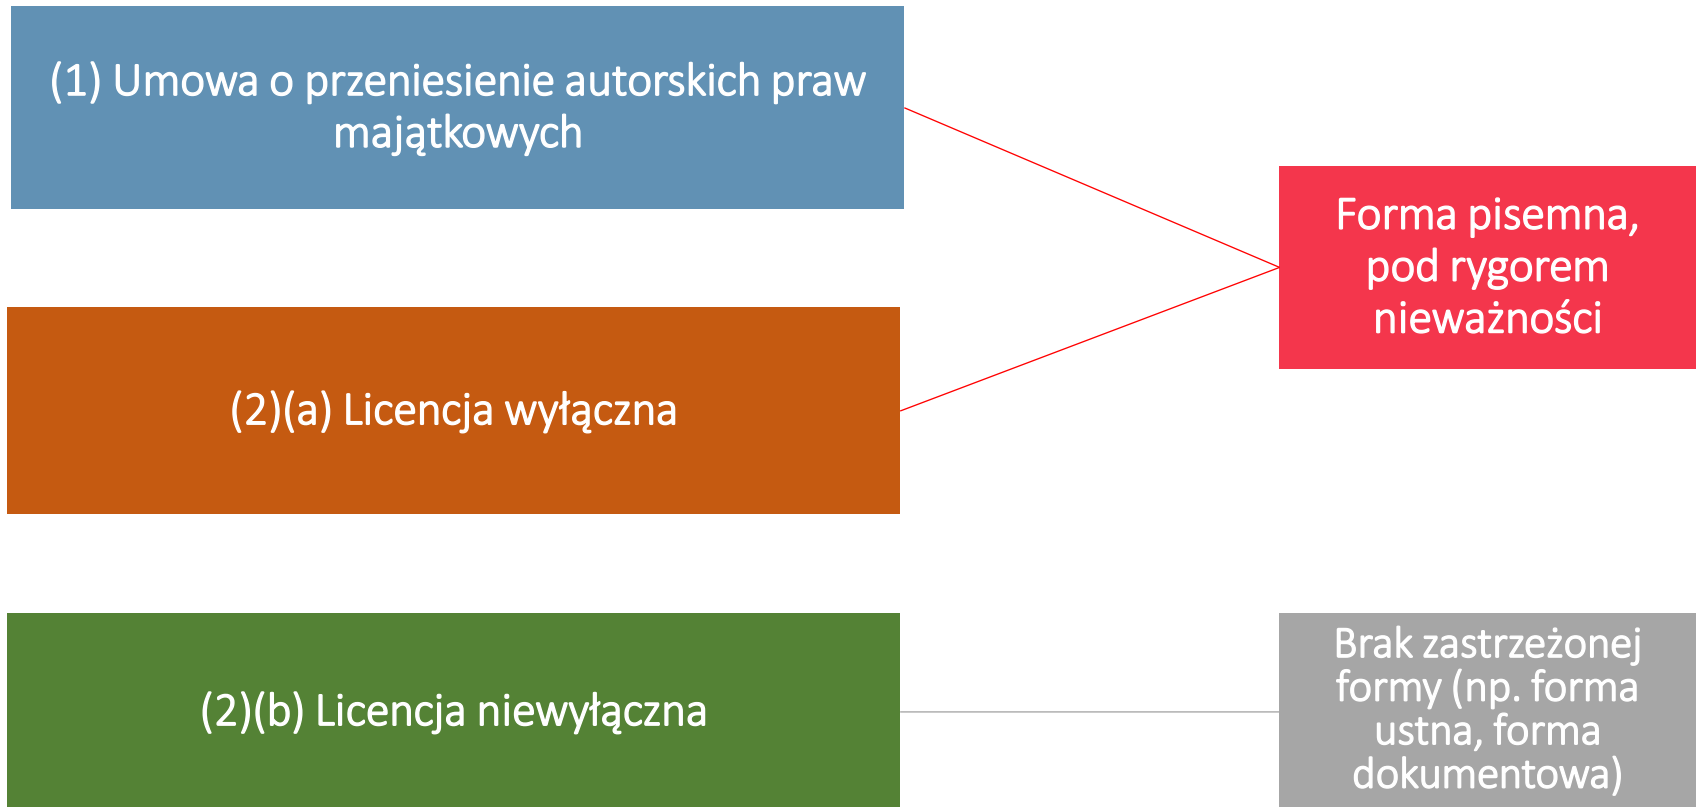 (1) Umowa o przeniesienie autorskich praw
majątkowych
Forma pisemna,
pod rygorem
nieważności
(2)(a) Licencja wyłączna
(2)(b) Licencja niewyłączna
Brak zastrzeżonej
formy (np. forma
ustna, forma
dokumentowa)